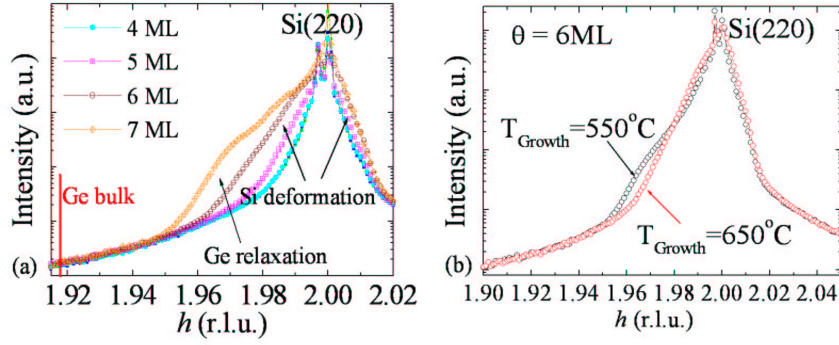 Si(220)
4 ML
5 ML
6 ML
7 ML
Si deformation
Ge bulk
Ge relaxation
(a)
Intensity (a.u.)
1.92 1.94 1.96 1.98 2.00 2.02
h (r.l.u.)
θ = 6ML
Si(220)
T_Growth=550°C
T_Growth=650°C
(b)
Intensity (a.u.)
1.90 1.92 1.94 1.96 1.98 2.00 2.02 2.04
h (r.l.u.)